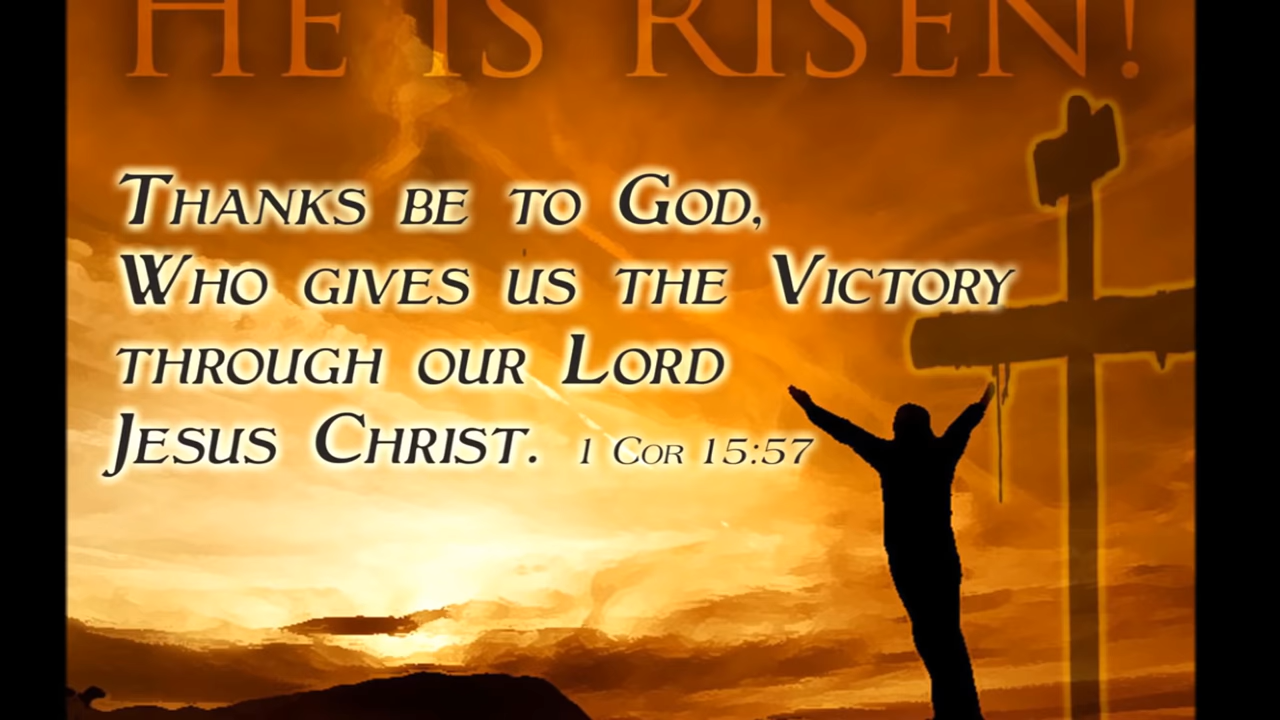 HE IS RISEN!
THANKS BE TO GOD,
WHO GIVES US THE VICTORY
THROUGH OUR LORD
JESUS CHRIST. 1 COR 15:57